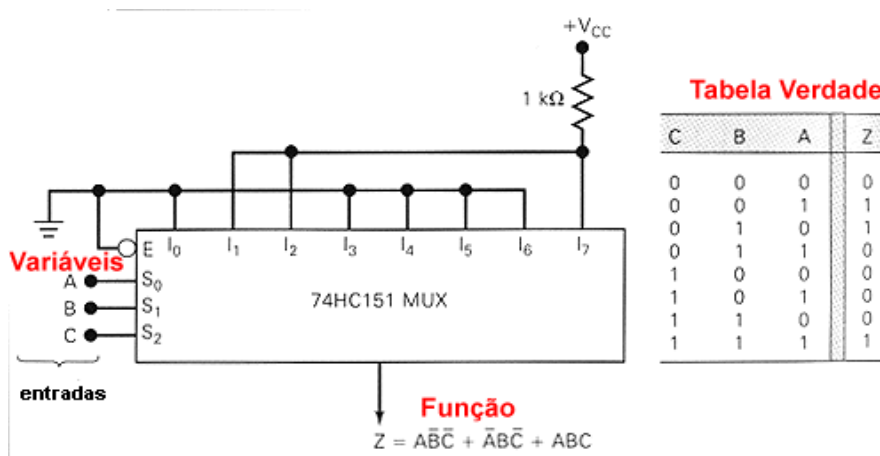 +V_CC
1 kΩ
Tabela Verdade
C B A Z
0 0 0 0
0 0 1 1
0 1 0 1
0 1 1 0
1 0 0 0
1 0 1 0
1 1 0 0
1 1 1 1
E I₀ I₁ I₂ I₃ I₄ I₅ I₆ I₇
Variáveis
A S₀
B S₁
C S₂
74HC151 MUX
entradas
Função
Z = AB̅C̅ + A̅BC̅ + ABC